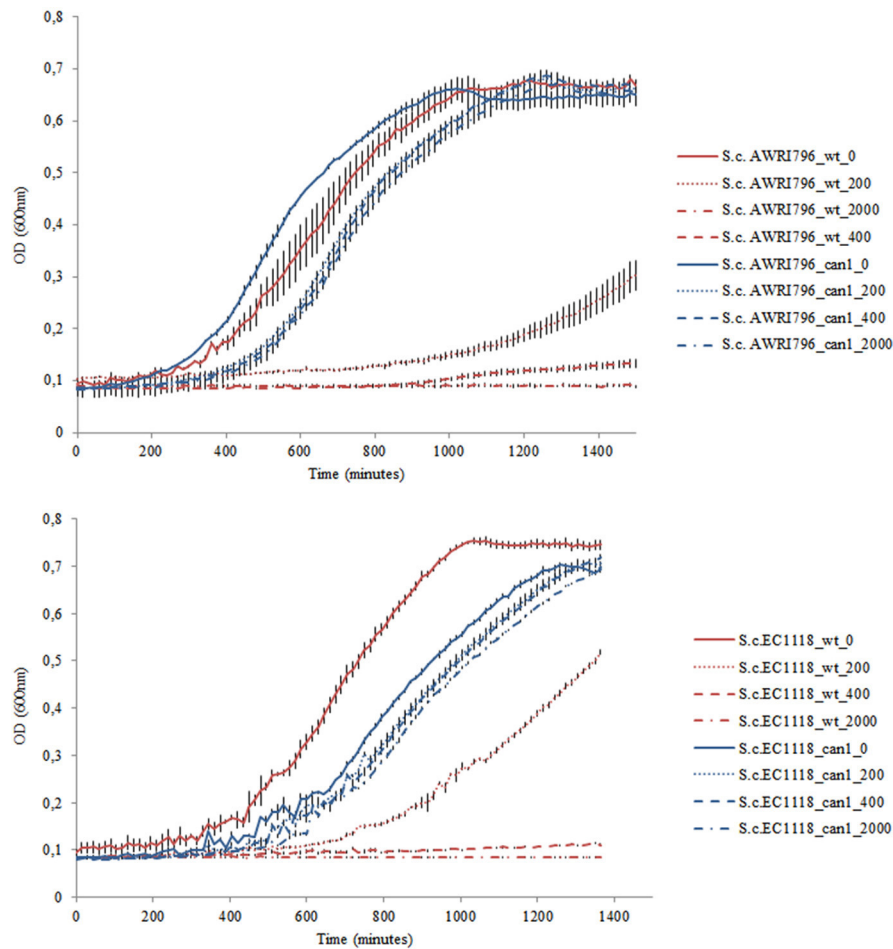 0,8
0,7
0,6
0,5
0,4
0,3
0,2
0,1
0
OD (600nm)
0 200 400 600 800 1000 1200 1400
Time (minutes)
S.c. AWRI796_wt_0
S.c. AWRI796_wt_200
S.c. AWRI796_wt_2000
S.c. AWRI796_wt_400
S.c. AWRI796_can1_0
S.c. AWRI796_can1_200
S.c. AWRI796_can1_400
S.c. AWRI796_can1_2000
0,8
0,7
0,6
0,5
0,4
0,3
0,2
0,1
0
OD (600nm)
0 200 400 600 800 1000 1200 1400
Time (minutes)
S.c.EC1118_wt_0
S.c.EC1118_wt_200
S.c.EC1118_wt_400
S.c.EC1118_wt_2000
S.c.EC1118_can1_0
S.c.EC1118_can1_200
S.c.EC1118_can1_400
S.c.EC1118_can1_2000